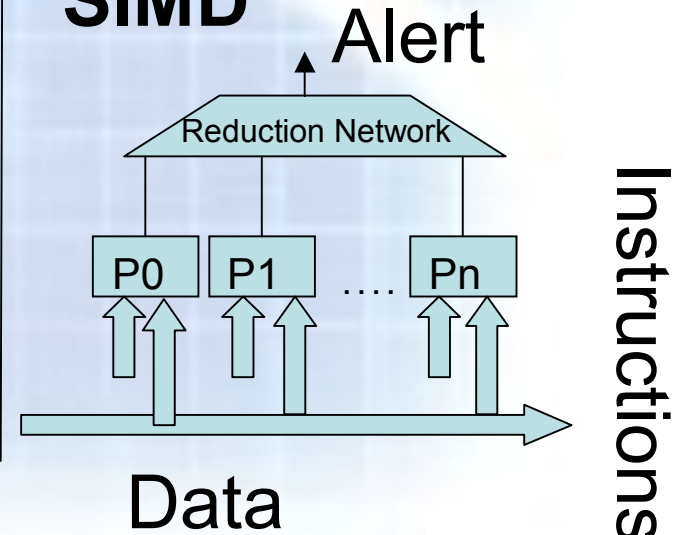 SIMD
Alert
Reduction Network
P0 P1 .... Pn
Data
Instructions